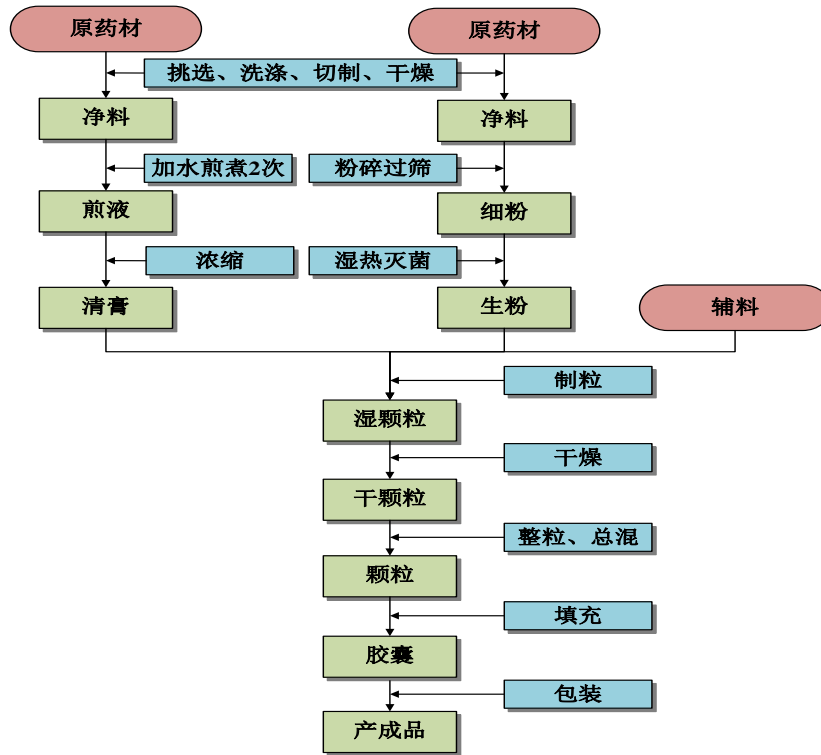 原药材
原药材
挑选、洗涤、切制、干燥
净料
净料
加水煎煮2次
粉碎过筛
煎液
细粉
浓缩
湿热灭菌
清膏
生粉
辅料
制粒
湿颗粒
干燥
干颗粒
整粒、总混
颗粒
填充
胶囊
包装
产成品